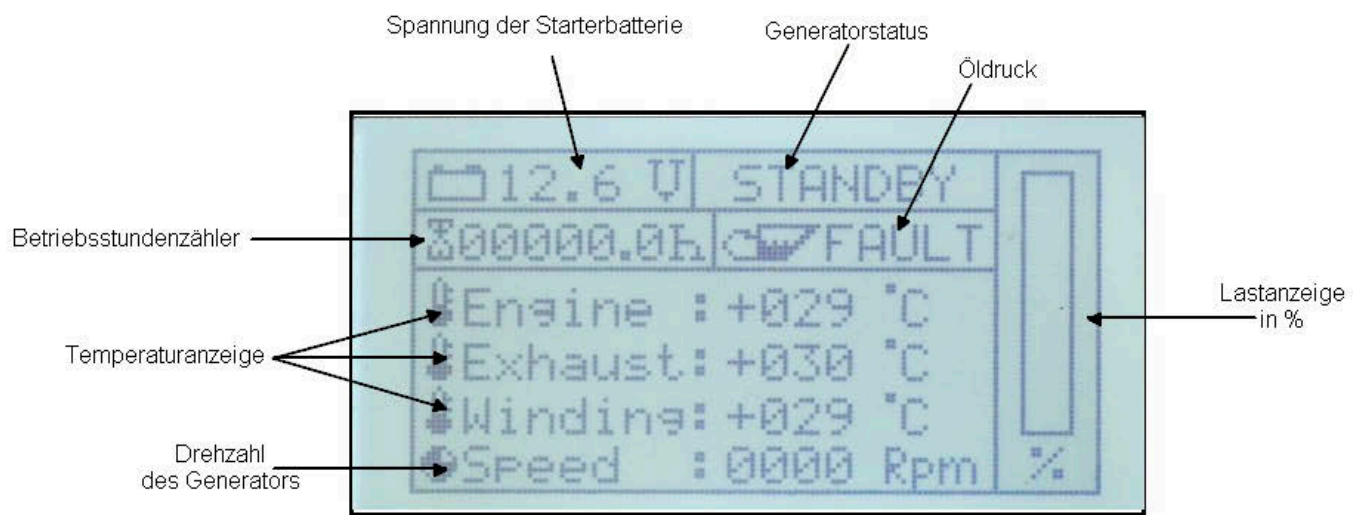 Spannung der Starterbatterie
Generatorstatus
Öldruck
12.6 V
STANDBY
Betriebsstundenzähler
00000.0h
FAULT
Engine : +029 °C
Lastanzeige
in %
Temperaturanzeige
Exhaust: +030 °C
Winding: +029 °C
Drehzahl
des Generators
Speed : 0000 Rpm
%